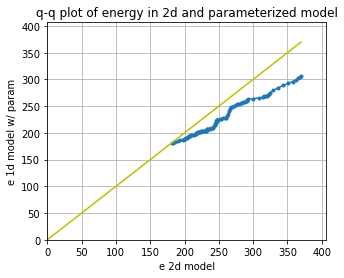 q-q plot of energy in 2d and parameterized model
e 1d model w/ param
400
350
300
250
200
150
100
50
0
0 50 100 150 200 250 300 350 400
e 2d model